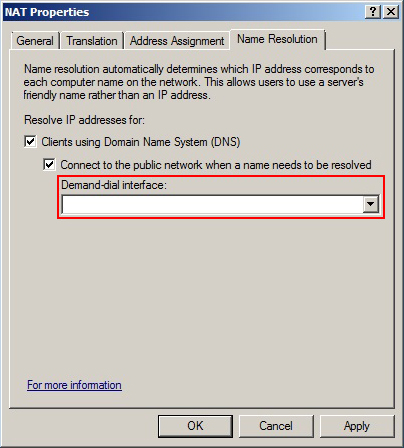 NAT Properties
General Translation Address Assignment Name Resolution
Name resolution automatically determines which IP address corresponds to
each computer name on the network. This allows users to use a server's
friendly name rather than an IP address.
Resolve IP addresses for:
Clients using Domain Name System (DNS)
Connect to the public network when a name needs to be resolved
Demand-dial interface:
For more information
OK Cancel Apply